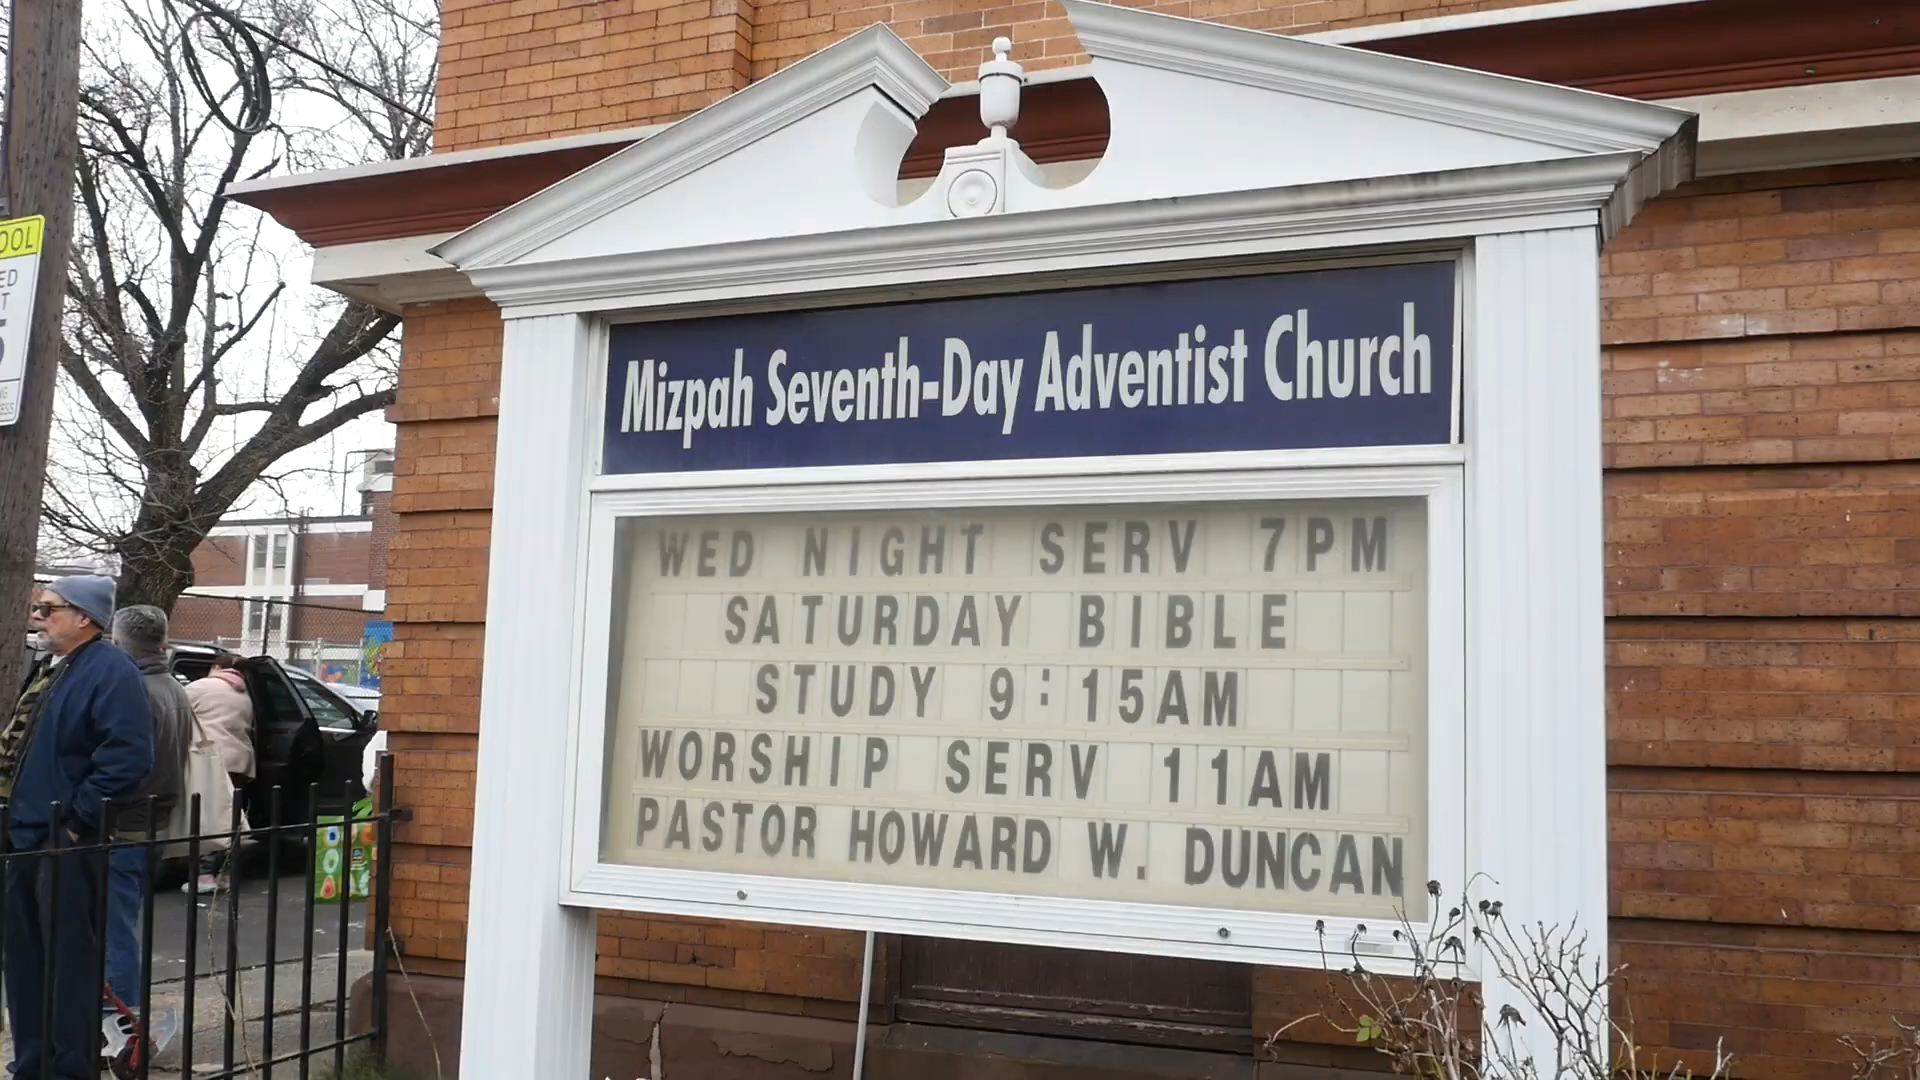 Mizpah Seventh-Day Adventist Church
WED NIGHT SERV 7PM
SATURDAY BIBLE
STUDY 9:15AM
WORSHIP SERV 11AM
PASTOR HOWARD W. DUNCAN